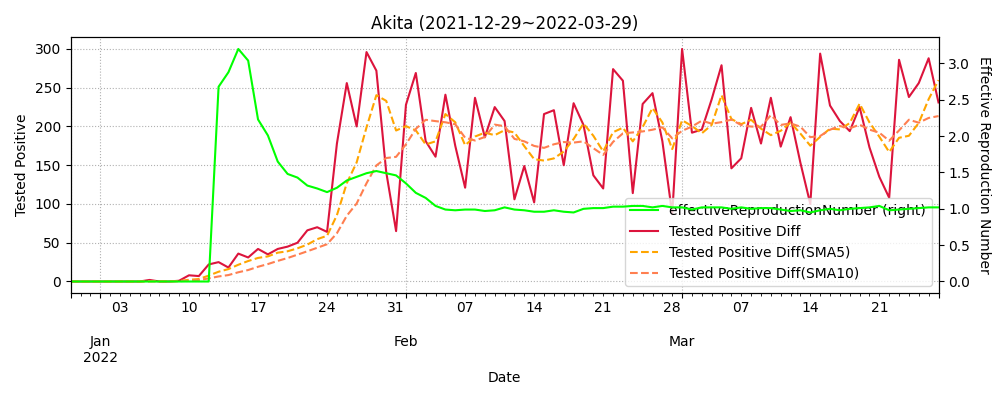 Akita (2021-12-29~2022-03-29)
300
250
200
150
100
50
0
Tested Positive
3.0
2.5
2.0
1.5
1.0
0.5
0.0
Effective Reproduction Number
effectiveReproductionNumber (right)
Tested Positive Diff
Tested Positive Diff(SMA5)
Tested Positive Diff(SMA10)
03 10 17 24 31 07 14 21 28 07 14 21
Jan Feb Mar
2022
Date